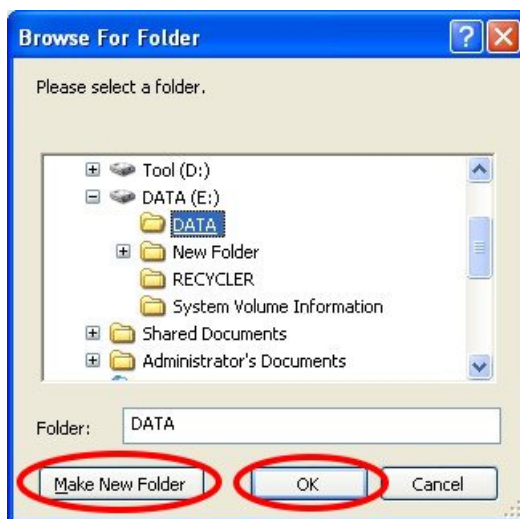 Browse For Folder
Please select a folder.
Tool (D:)
DATA (E:)
DATA
New Folder
RECYCLER
System Volume Information
Shared Documents
Administrator's Documents
Folder: DATA
Make New Folder OK Cancel